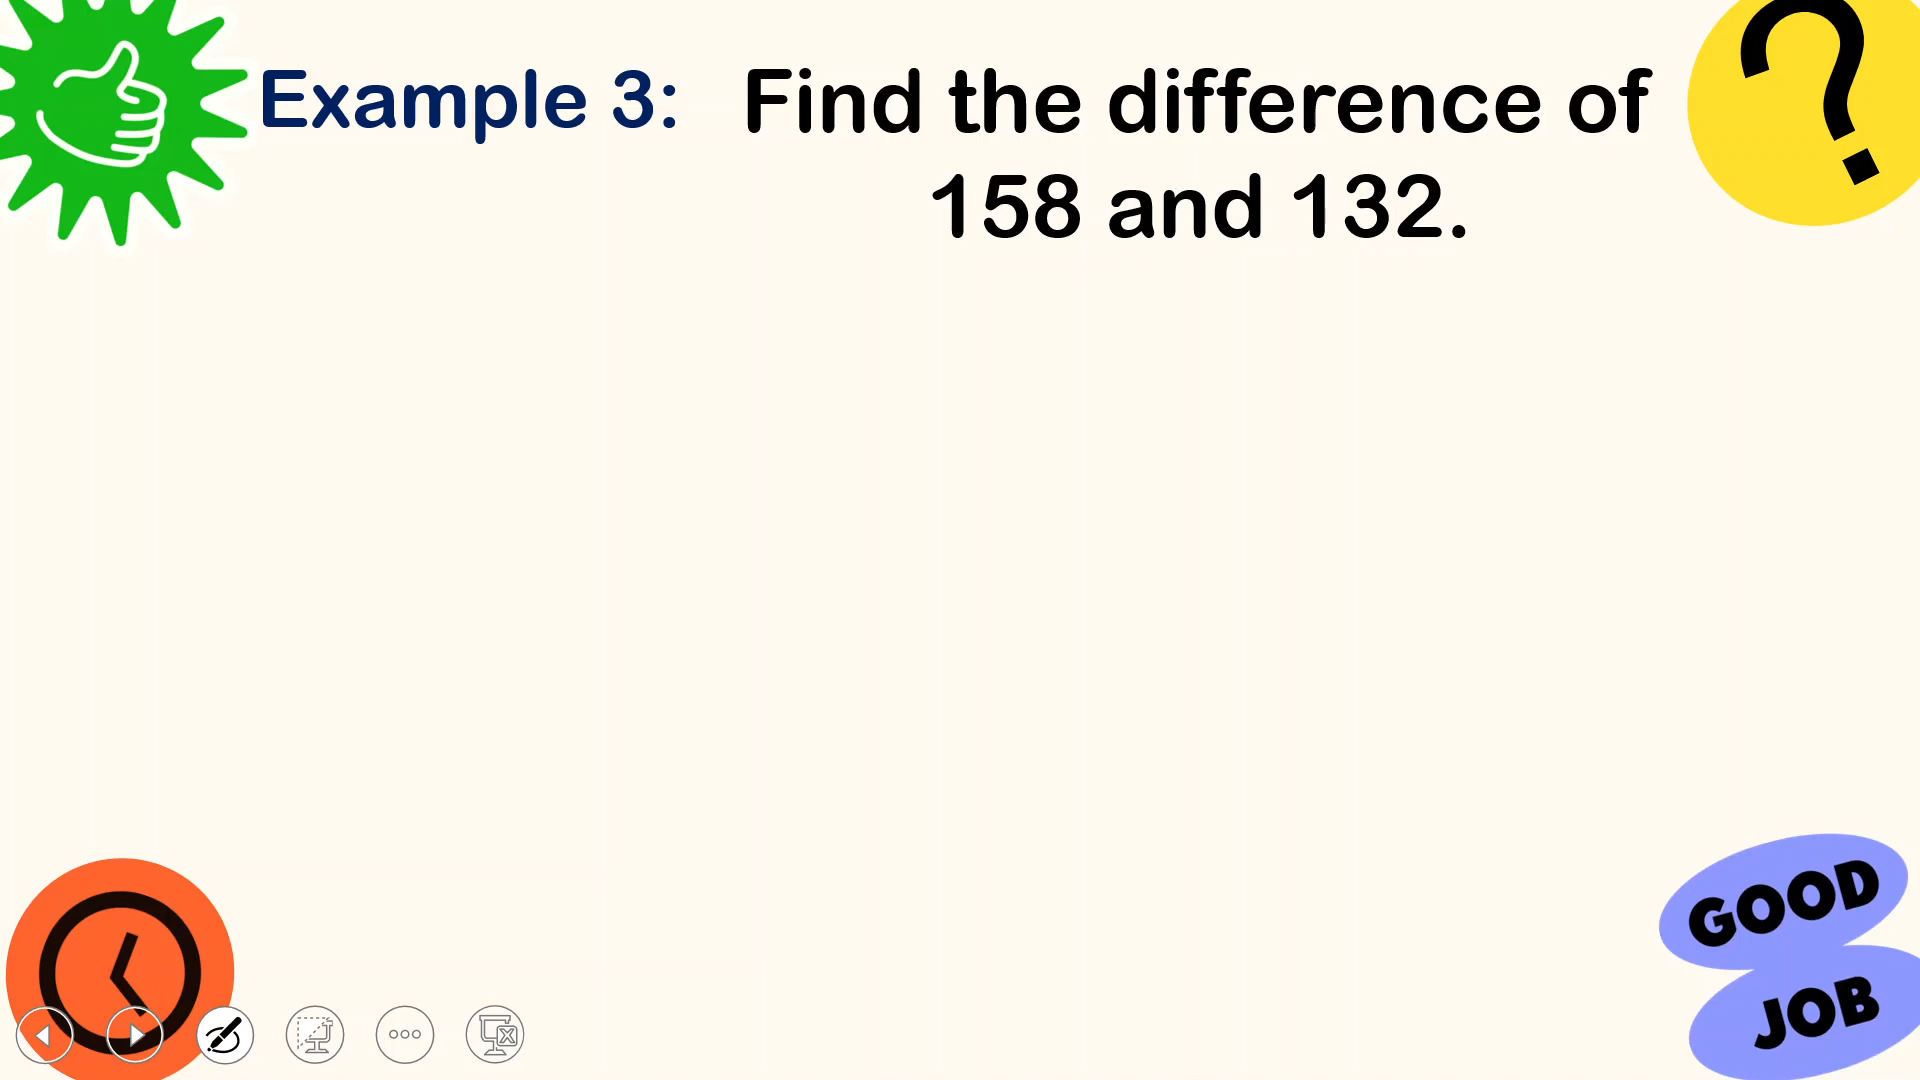 Example 3: Find the difference of
158 and 132.
?
GOOD
JOB